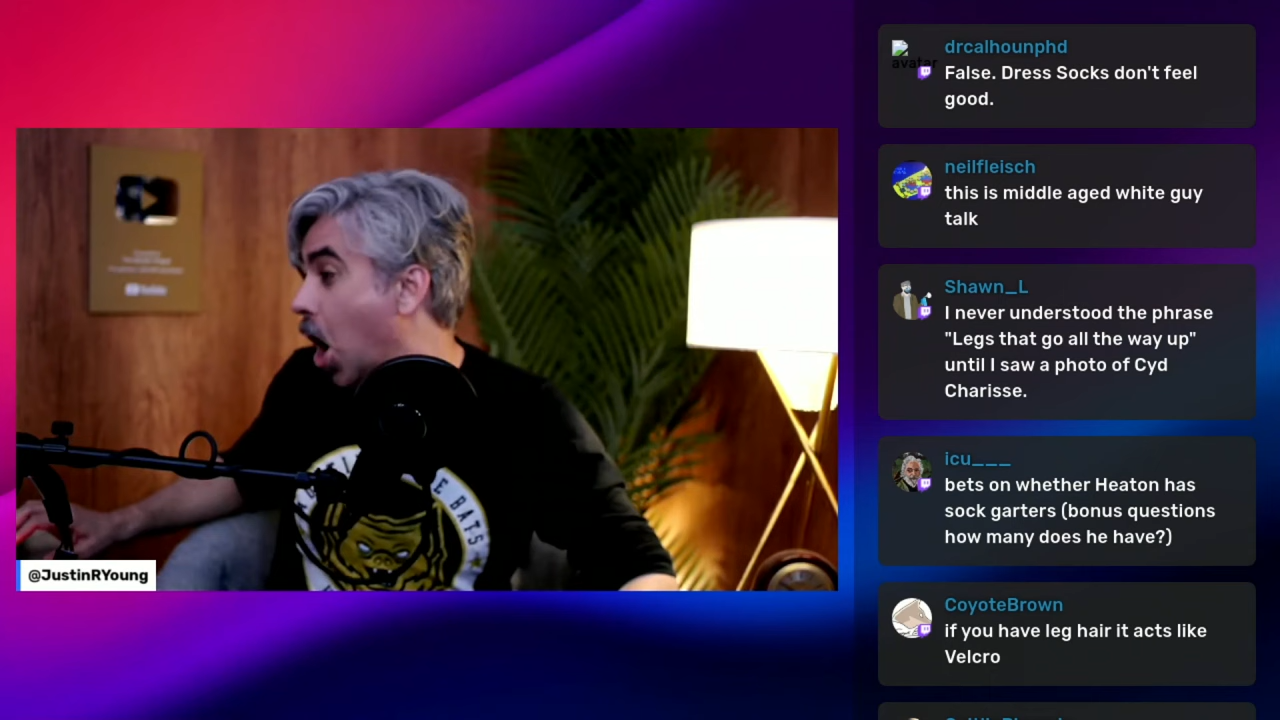 drcalhounphd
avatar
False. Dress Socks don't feel
good.
neilfleisch
this is middle aged white guy
talk
Shawn_L
I never understood the phrase
"Legs that go all the way up"
until I saw a photo of Cyd
Charisse.
icu___
bets on whether Heaton has
sock garters (bonus questions
how many does he have?)
CoyoteBrown
if you have leg hair it acts like
Velcro
YouTube
E BATS
@JustinRYoung